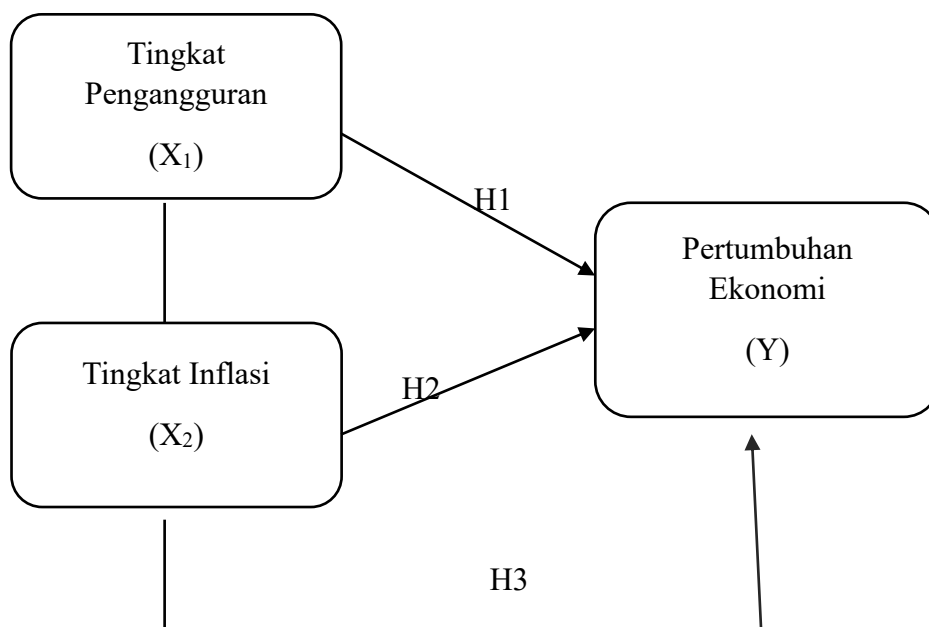 Tingkat
Pengangguran
(X₁)
H1
Pertumbuhan
Ekonomi
(Y)
Tingkat Inflasi
(X₂)
H2
H3